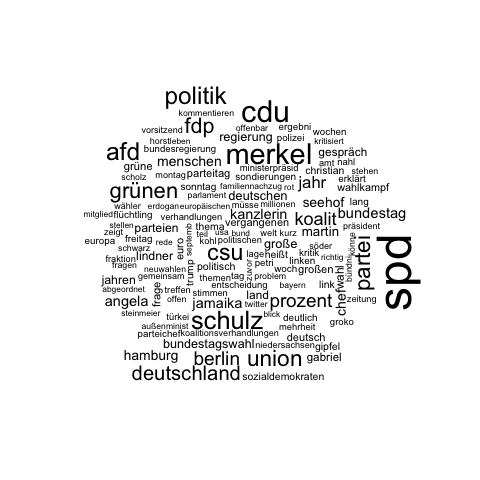 politik
kommentieren
cdu
vorsitzend fdp offenbar ergebni wochen
horstleben regierung polizei kritisiert
afd bundesregierung merkel gespräch
grüne menschen ministerpräsid amt nahl
scholz montag parteitag sondierungen christian stehen
grünen sonntag familiennachzug rot jahr erklärt
parlament deutschen wahlkampf
wähler erdogan europäischen müsse millionen seehof lang
mitglied flüchtling verhandlungen kanzlerin koalit bundestag
stellen parteien thema vergangenen präsident
zeigt teil usa bund welt kurz martin
europa freitag rede septemb kohl politischen große söder könne
schwarz euro csu lage heißt kritik richtig partei spd
fraktion lindner petri linken bündnis
fragen neuwahlen trump politisch zuvor woch großen
jahren gemeinsam themen tag problem
abgeordnet frage treffen entscheidung bayern link chefwahl
angela offen stimmen land prozent zeitung
jamaika twitter
steinmeier türkei schulz blick deutlich groko
außenminist mehrheit
parteichef koalitionsverhandlungen deutsch
bundestagswahl niedersachsen gipfel
hamburg berlin union gabriel
deutschland sozialdemokraten